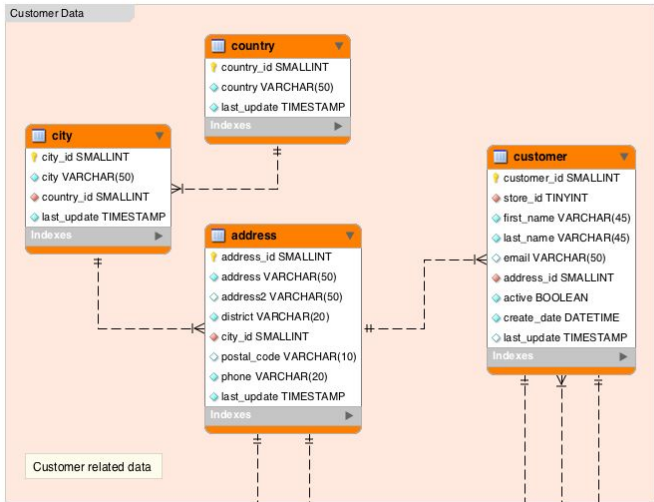 Customer Data
country
country_id SMALLINT
country VARCHAR(50)
last_update TIMESTAMP
Indexes
city
city_id SMALLINT
city VARCHAR(50)
country_id SMALLINT
last_update TIMESTAMP
Indexes
customer
customer_id SMALLINT
store_id TINYINT
first_name VARCHAR(45)
last_name VARCHAR(45)
email VARCHAR(50)
address_id SMALLINT
active BOOLEAN
create_date DATETIME
last_update TIMESTAMP
Indexes
address
address_id SMALLINT
address VARCHAR(50)
address2 VARCHAR(50)
district VARCHAR(20)
city_id SMALLINT
postal_code VARCHAR(10)
phone VARCHAR(20)
last_update TIMESTAMP
Indexes
Customer related data